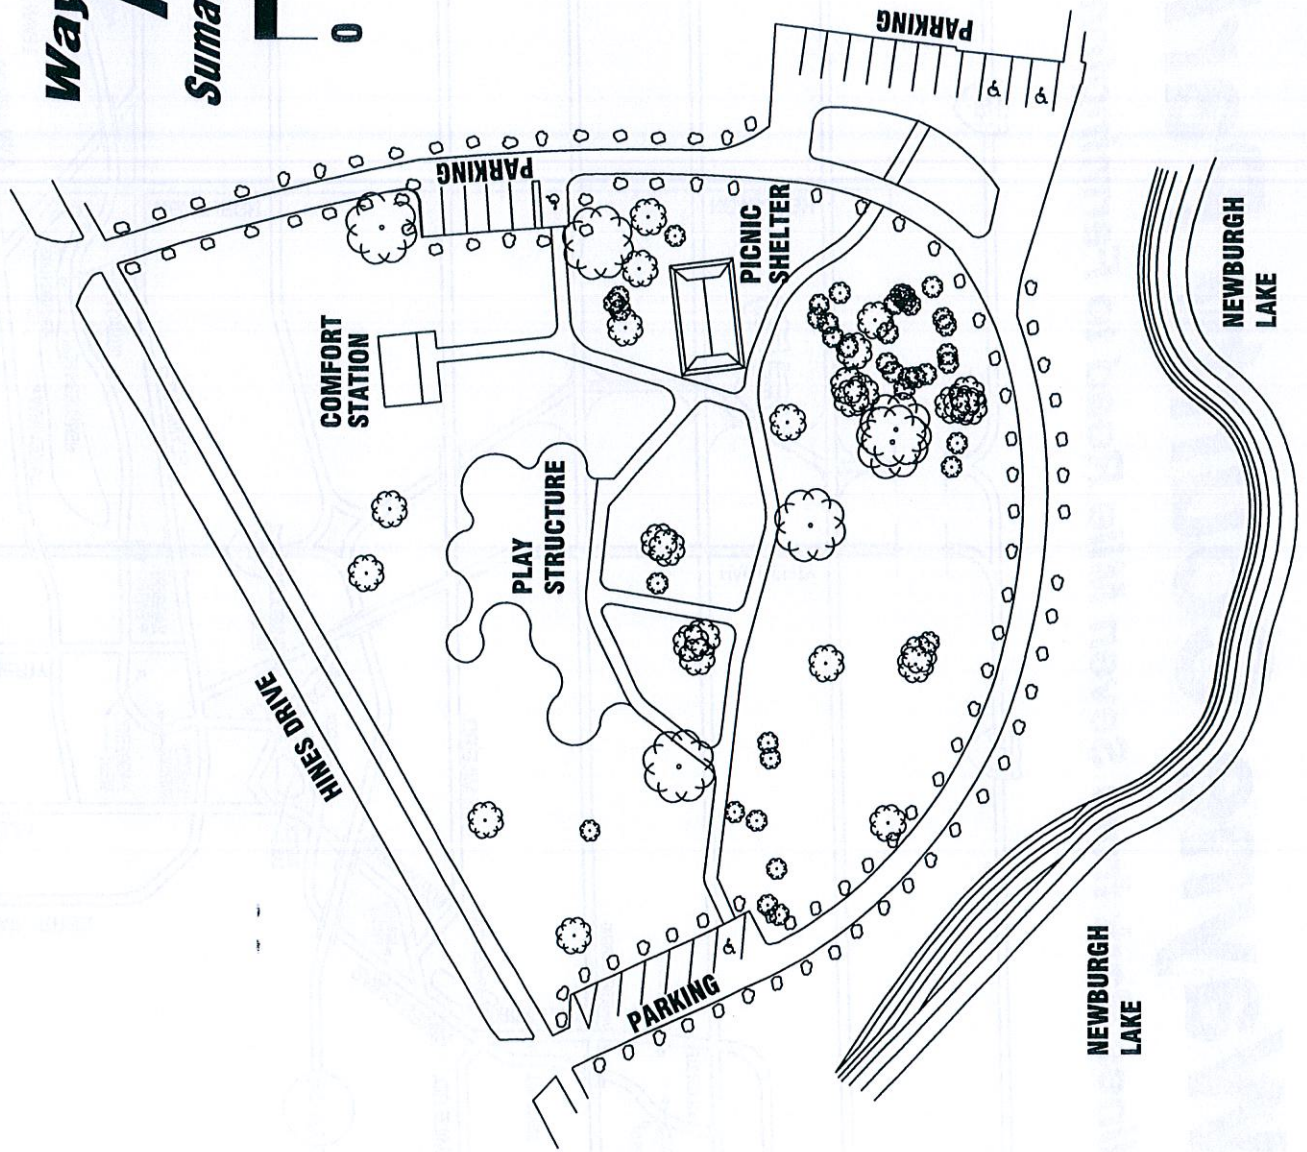 Way
Suma
0
PARKING
PARKING
PICNIC
SHELTER
COMFORT
STATION
PLAY
STRUCTURE
HINES DRIVE
PARKING
NEWBURGH
LAKE
NEWBURGH
LAKE